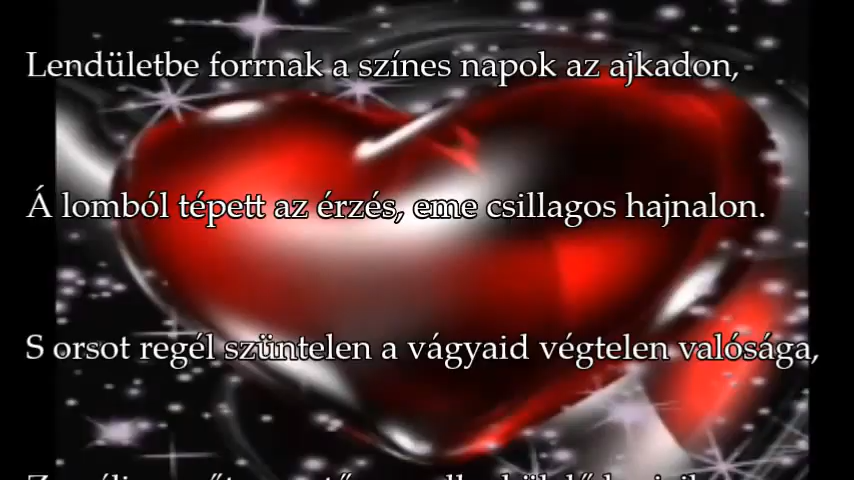 Lendületbe forrnak a színes napok az ajkadon,
Á lomból tépett az érzés, eme csillagos hajnalon.
S orsot regél szüntelen a vágyaid végtelen valósága,